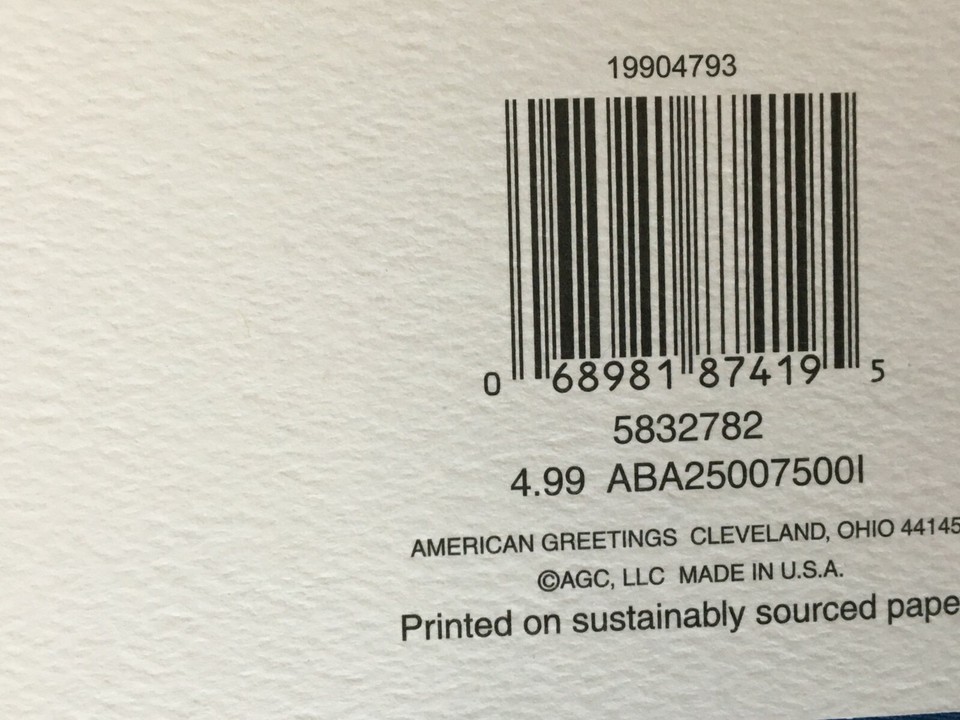 19904793
0 68981 87419 5
5832782
4.99 ABA25007500I
AMERICAN GREETINGS CLEVELAND, OHIO 44145
©AGC, LLC MADE IN U.S.A.
Printed on sustainably sourced pape